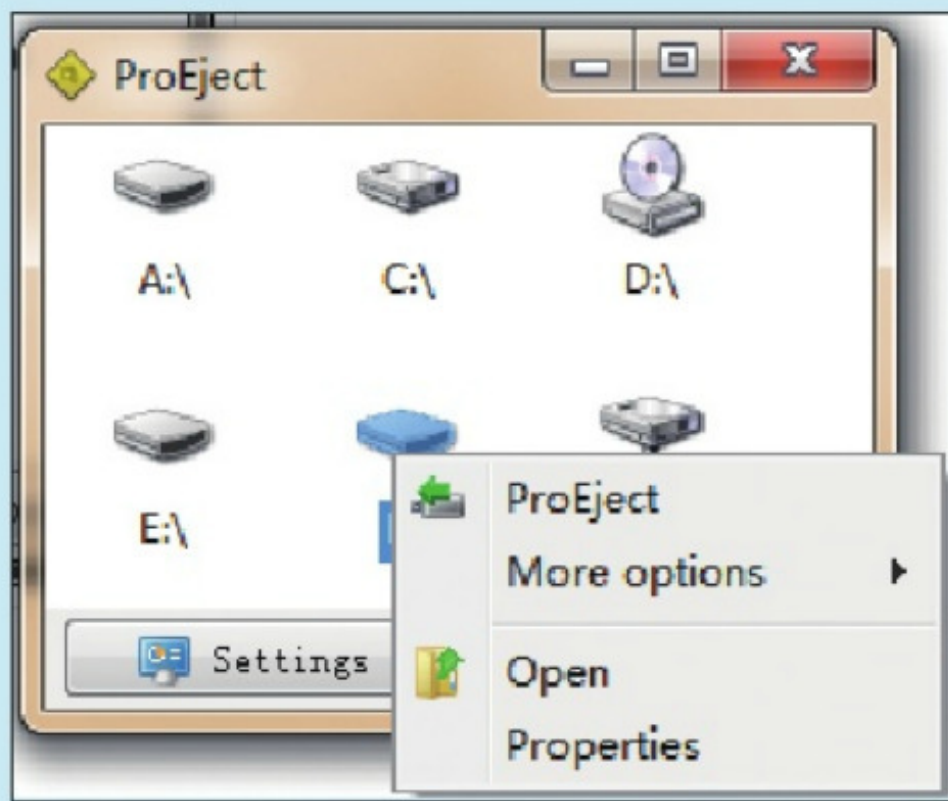 ProEject
A:\
C:\
D:\
E:\
ProEject
More options
Settings
Open
Properties